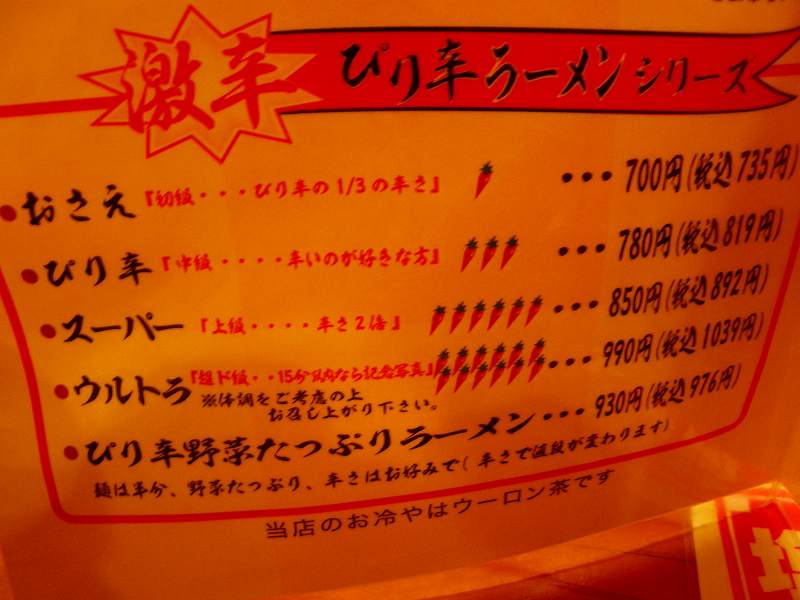 激辛 ぴり辛ラーメンシリーズ
●おさえ『初級・・・ぴり辛の1/3の辛さ』 ●●● 700円(税込735円)
●ぴり辛『中級・・・・辛いのが好きな方』 ●●● 780円(税込819円)
●スーパー『上級・・・・辛さ2倍』 ●●● 850円(税込892円)
●ウルトラ『超ド級・・15分以内なら記念写真』 ●●● 990円(税込1039円)
※体調をご考慮の上
お召し上がり下さい。
●ぴり辛野菜たっぷりラーメン ●●● 930円(税込976円)
麺は半分、野菜たっぷり、辛さはお好みで(辛さで値段が変わります)
当店のお冷やはウーロン茶です